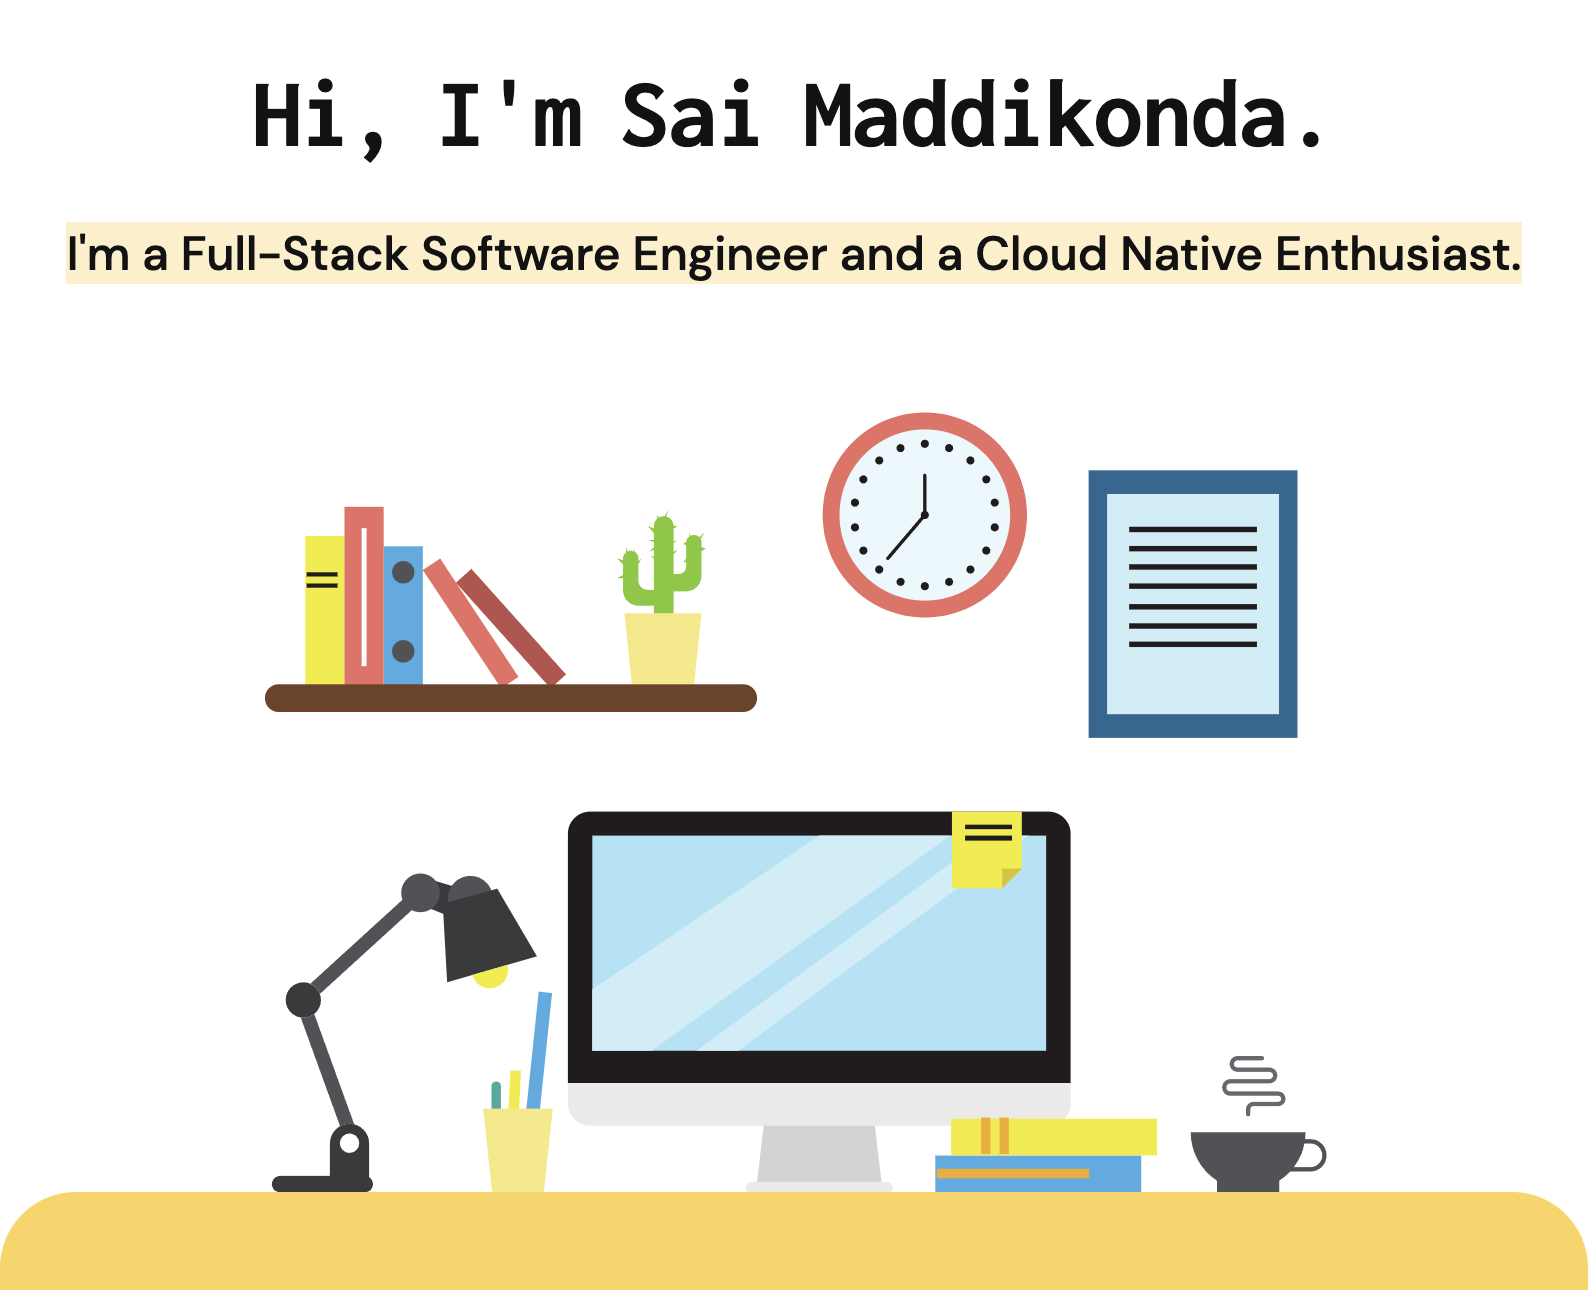 Hi, I'm Sai Maddikonda.
I'm a Full-Stack Software Engineer and a Cloud Native Enthusiast.